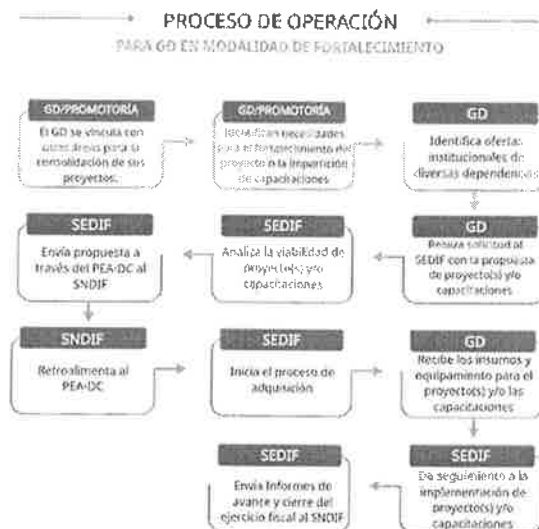 PROCESO DE OPERACIÓN
PARA GD EN MODALIDAD DE FORTALECIMIENTO
GD/PROMOTORÍA
El GD se vincula con
otras áreas para la
consolidación de sus
proyectos.
GD/PROMOTORÍA
Identifican necesidades
para el fortalecimiento del
proyecto o la impartición
de capacitaciones
GD
Identifica ofertas
institucionales de
diversas dependencias
GD
Realiza solicitud al
SEDIF con la propuesta
de proyecto(s) y/o
capacitaciones
SEDIF
Analiza la viabilidad de
proyecto(s) y/o
capacitaciones
SEDIF
Envía propuesta a
través del PEA-DC al
SNDIF
SNDIF
Retroalimenta al
PEA-DC
SEDIF
Inicia el proceso de
adquisición
GD
Recibe los insumos y
equipamiento para el
proyecto(s) y/o las
capacitaciones
SEDIF
Da seguimiento a la
implementación de
proyecto(s) y/o
capacitaciones
SEDIF
Envía Informes de
avance y cierre del
ejercicio fiscal al SNDIF